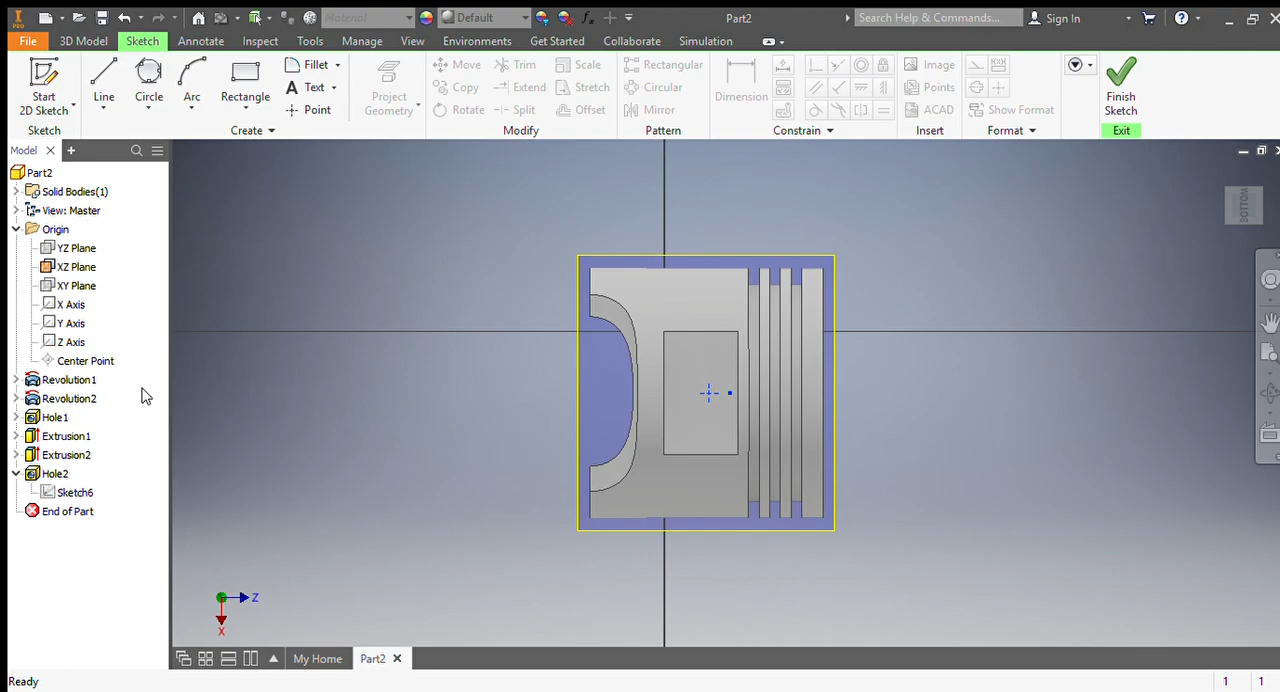 PRO Material Default fx Part2 Search Help & Commands... Sign In ?
File 3D Model Sketch Annotate Inspect Tools Manage View Environments Get Started Collaborate Simulation
Start 2D Sketch Line Circle Arc Rectangle Fillet Text Point Project Geometry Move Trim Scale Copy Extend Stretch Rotate Split Offset Rectangular Circular Mirror Dimension Image Points ACAD Show Format Finish Sketch
Sketch Create Modify Pattern Constrain Insert Format Exit
Model
Part2
Solid Bodies(1)
View: Master
Origin
YZ Plane
XZ Plane
XY Plane
X Axis
Y Axis
Z Axis
Center Point
Revolution1
Revolution2
Hole1
Extrusion1
Extrusion2
Hole2
Sketch6
End of Part
BOTTOM
Z
X
My Home Part2
Ready 1 1